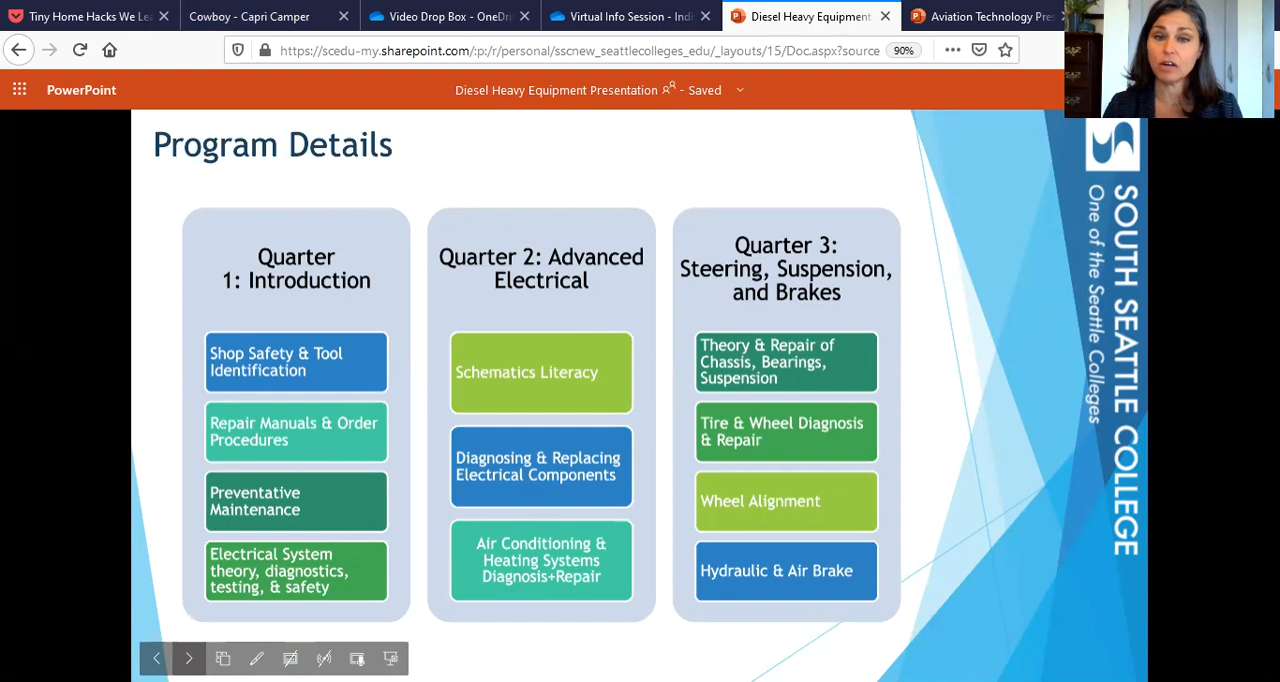 Tiny Home Hacks We Le
Cowboy - Capri Camper
Video Drop Box - OneDri
Virtual Info Session - Indi
Diesel Heavy Equipment
Aviation Technology Pres
https://scedu-my.sharepoint.com/:p:/r/personal/sscnew_seattlecolleges_edu/_layouts/15/Doc.aspx?source
90%
PowerPoint
Diesel Heavy Equipment Presentation - Saved
Program Details
Quarter
1: Introduction
Shop Safety & Tool
Identification
Repair Manuals & Order
Procedures
Preventative
Maintenance
Electrical System
theory, diagnostics,
testing, & safety
Quarter 2: Advanced
Electrical
Schematics Literacy
Diagnosing & Replacing
Electrical Components
Air Conditioning &
Heating Systems
Diagnosis+Repair
Quarter 3:
Steering, Suspension,
and Brakes
Theory & Repair of
Chassis, Bearings,
Suspension
Tire & Wheel Diagnosis
& Repair
Wheel Alignment
Hydraulic & Air Brake
SOUTH SEATTLE COLLEGE
One of the Seattle Colleges